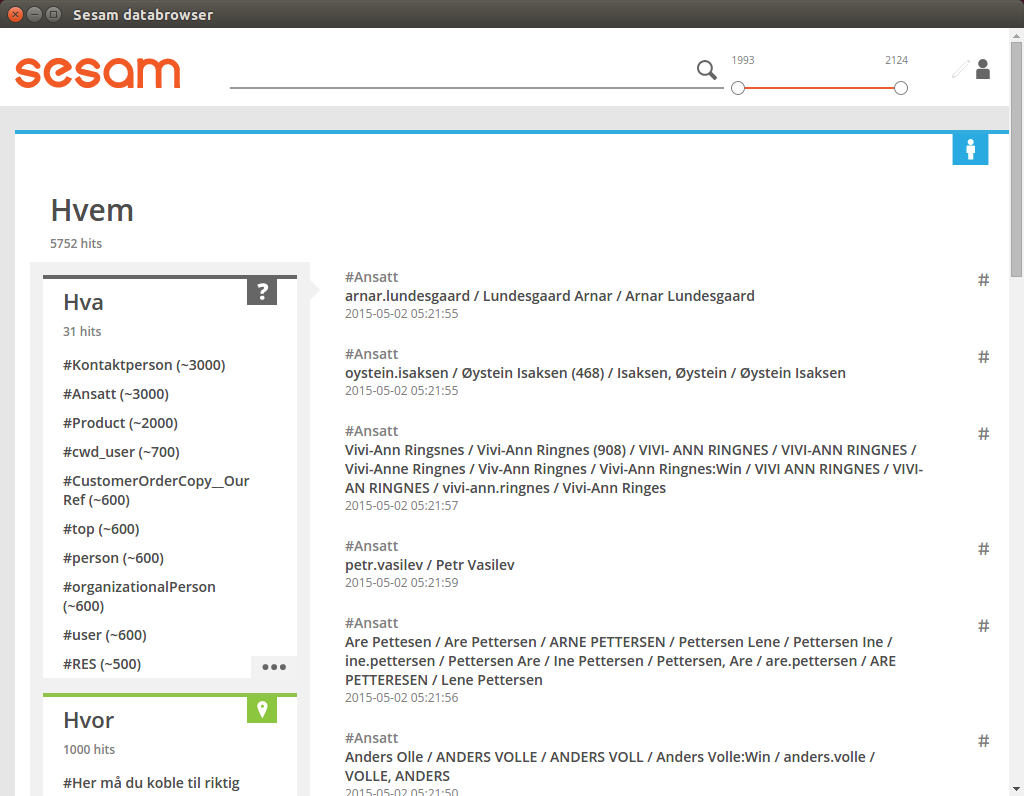 Sesam databrowser
sesam
1993
2124
Hvem
5752 hits
Hva
?
31 hits
#Kontaktperson (~3000)
#Ansatt (~3000)
#Product (~2000)
#cwd_user (~700)
#CustomerOrderCopy__Our
Ref (~600)
#top (~600)
#person (~600)
#organizationalPerson
(~600)
#user (~600)
#RES (~500)
Hvor
1000 hits
#Her må du koble til riktig
#Ansatt
#
arnar.lundesgaard / Lundesgaard Arnar / Arnar Lundesgaard
2015-05-02 05:21:55
#Ansatt
#
oystein.isaksen / Øystein Isaksen (468) / Isaksen, Øystein / Øystein Isaksen
2015-05-02 05:21:55
#Ansatt
#
Vivi-Ann Ringsnes / Vivi-Ann Ringnes (908) / VIVI- ANN RINGNES / VIVI-ANN RINGNES /
Vivi-Anne Ringnes / Viv-Ann Ringnes / Vivi-Ann Ringnes:Win / VIVI ANN RINGNES / VIVI-
AN RINGNES / vivi-ann.ringnes / Vivi-Ann Ringes
2015-05-02 05:21:57
#Ansatt
#
petr.vasilev / Petr Vasilev
2015-05-02 05:21:59
#Ansatt
#
Are Pettesen / Are Pettersen / ARNE PETTERSEN / Pettersen Lene / Pettersen Ine /
ine.pettersen / Pettersen Are / Ine Pettersen / Pettersen, Are / are.pettersen / ARE
PETTERESEN / Lene Pettersen
2015-05-02 05:21:56
#Ansatt
#
Anders Olle / ANDERS VOLLE / ANDERS VOLL / Anders Volle:Win / anders.volle /
VOLLE, ANDERS
2015-05-02 05:21:50